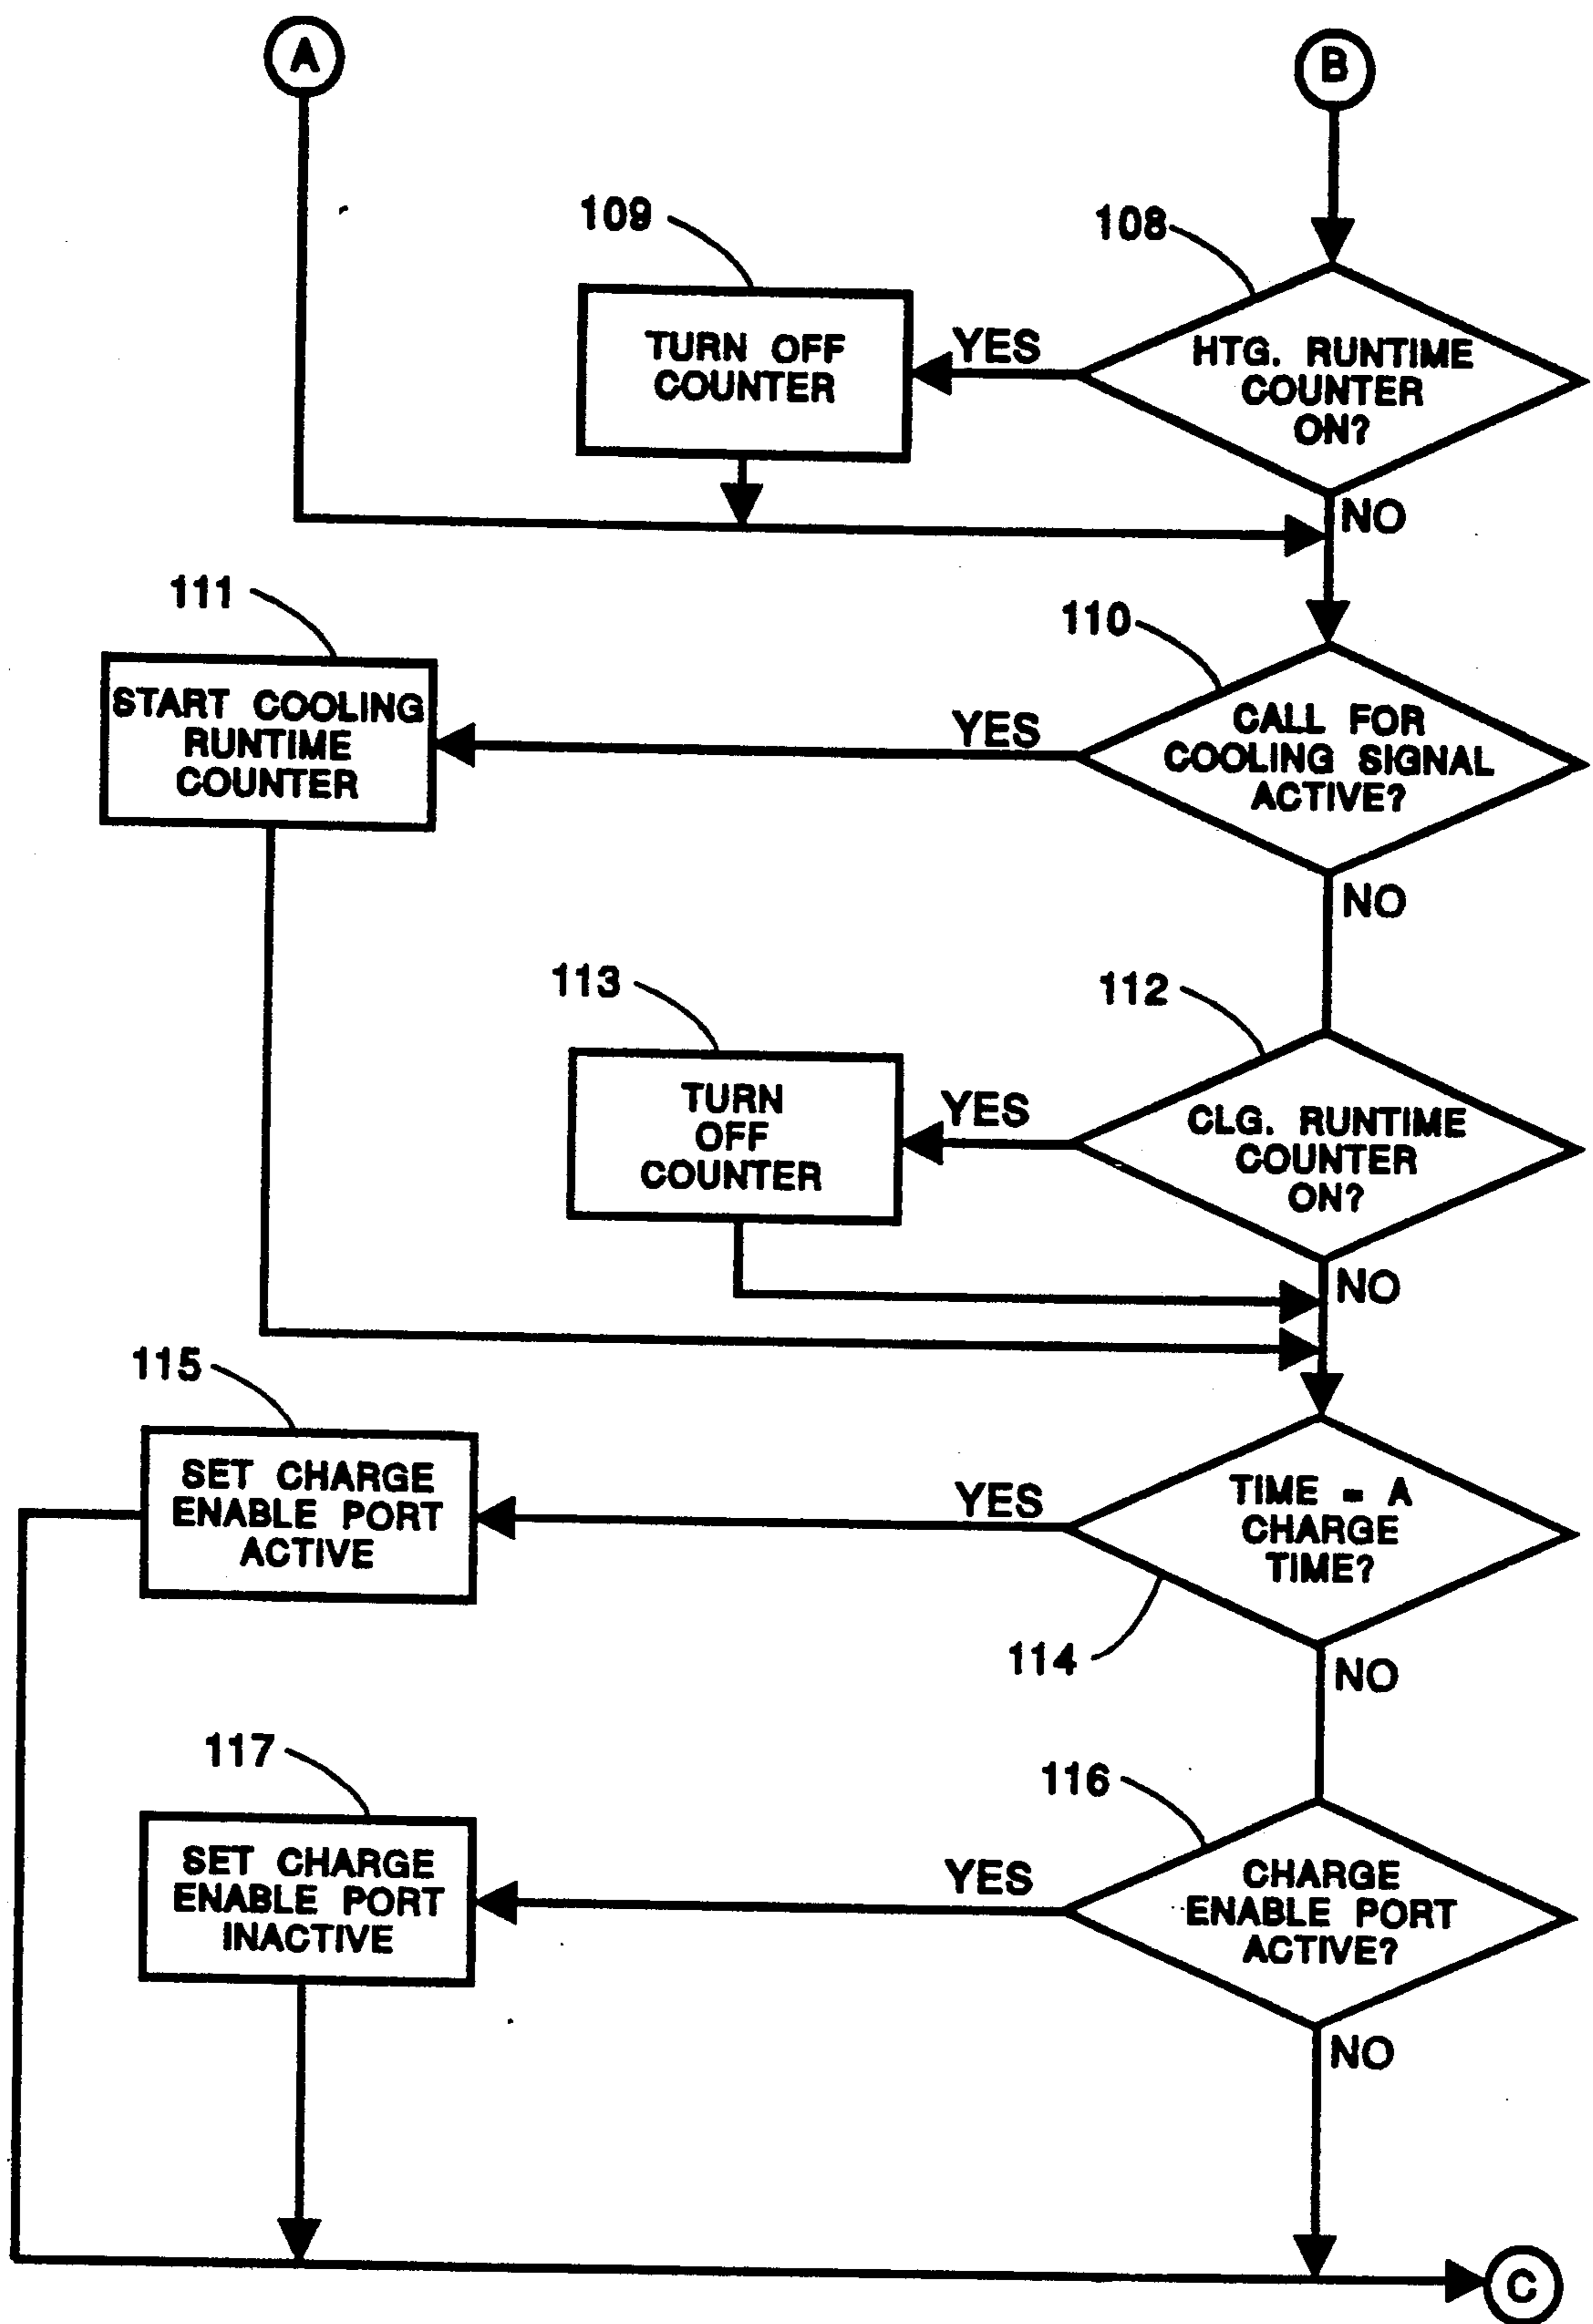 A
B
109
108
TURN OFF
COUNTER
YES
HTG. RUNTIME
COUNTER
ON?
NO
111
110
START COOLING
RUNTIME
COUNTER
YES
CALL FOR
COOLING SIGNAL
ACTIVE?
NO
113
112
TURN
OFF
COUNTER
YES
CLG. RUNTIME
COUNTER
ON?
NO
115
SET CHARGE
ENABLE PORT
ACTIVE
YES
TIME = A
CHARGE
TIME?
114
NO
117
116
SET CHARGE
ENABLE PORT
INACTIVE
YES
CHARGE
ENABLE PORT
ACTIVE?
NO
C